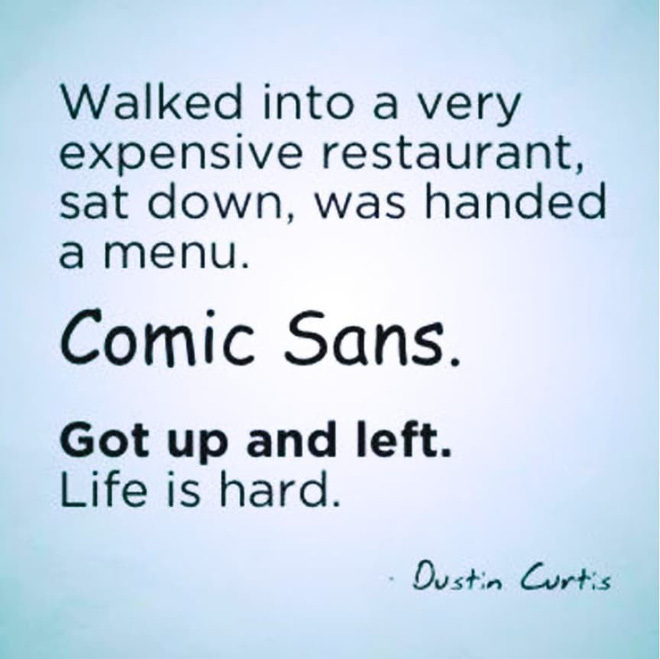 Walked into a very
expensive restaurant,
sat down, was handed
a menu.
Comic Sans.
Got up and left.
Life is hard.
- Dustin Curtis